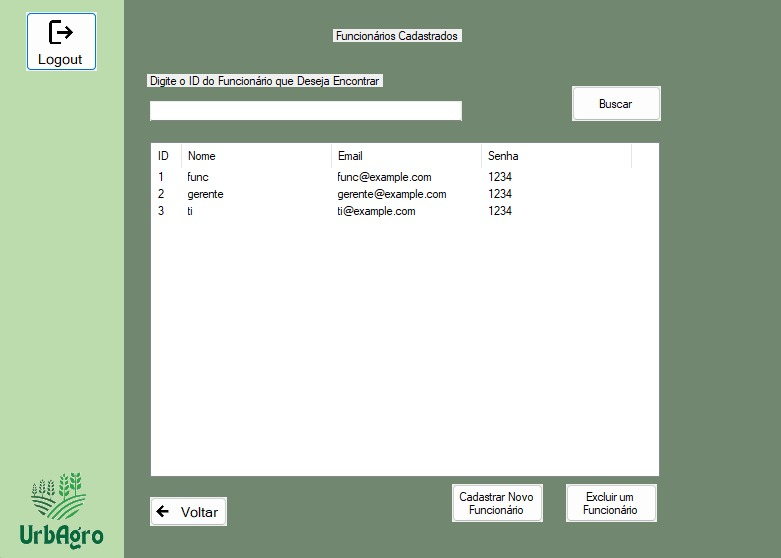 Logout
Funcionários Cadastrados
Digite o ID do Funcionário que Deseja Encontrar
Buscar
ID Nome Email Senha
1 func func@example.com 1234
2 gerente gerente@example.com 1234
3 ti ti@example.com 1234
Voltar
Cadastrar Novo
Funcionário
Excluir um
Funcionário
UrbAgro